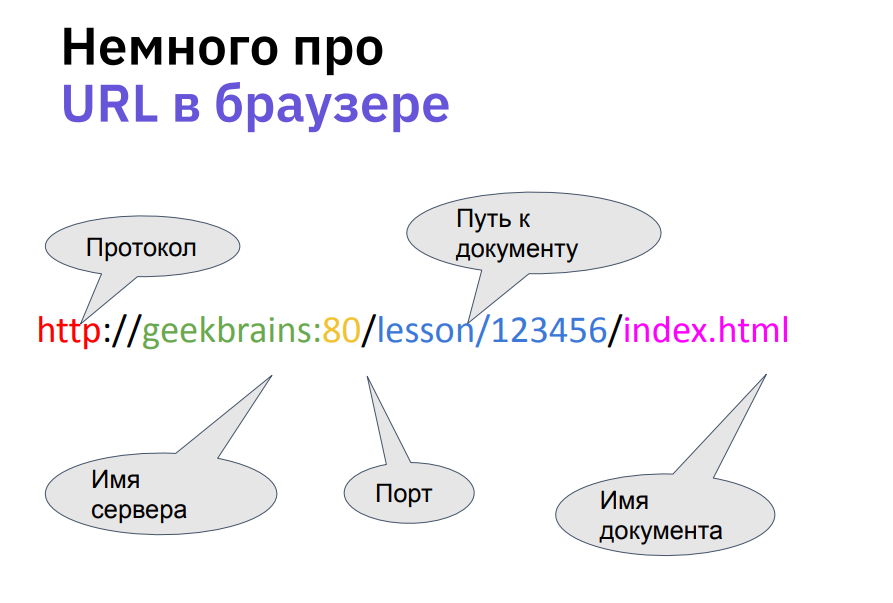 Немного про
URL в браузере
Протокол
Путь к
документу
http://geekbrains:80/lesson/123456/index.html
Имя
сервера
Порт
Имя
документа